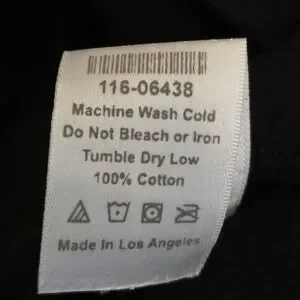 116-06438
Machine Wash Cold
Do Not Bleach or Iron
Tumble Dry Low
100% Cotton
Made In Los Angeles